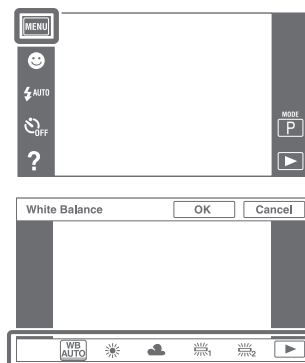 MENU
AUTO
OFF
MODE
P
?
White Balance OK Cancel
WB
AUTO
1
2